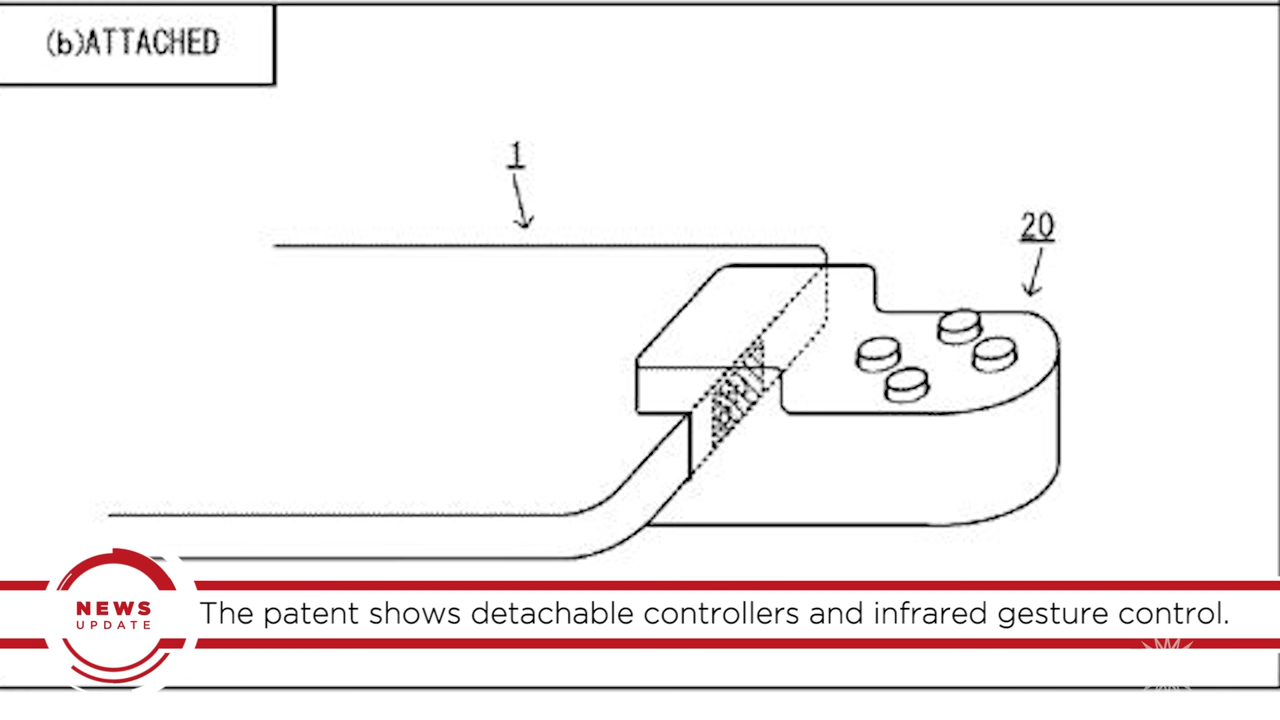 (b)ATTACHED
1
20
NEWS
UPDATE
The patent shows detachable controllers and infrared gesture control.